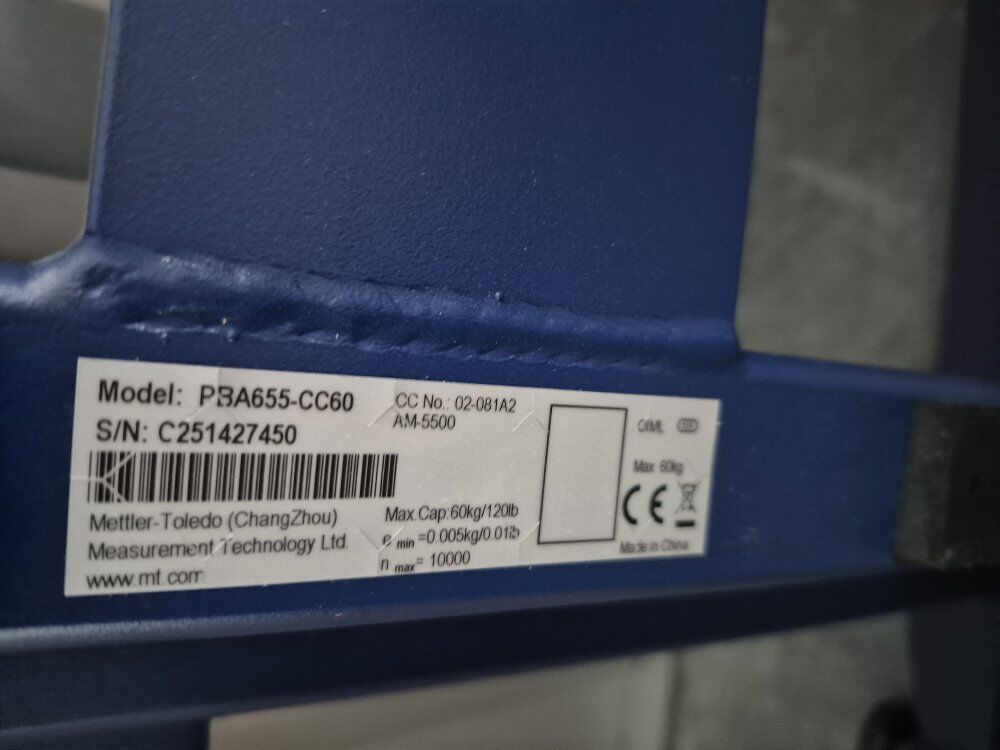 Model: PBA655-CC60
S/N: C251427450
Mettler-Toledo (ChangZhou)
Measurement Technology Ltd.
www.mt.com
CC No.: 02-081A2
AM-5500
Max.Cap:60kg/120lb
e min =0.005kg/0.01lb
n max= 10000
OIML III
Max 60kg
CE
Made in China